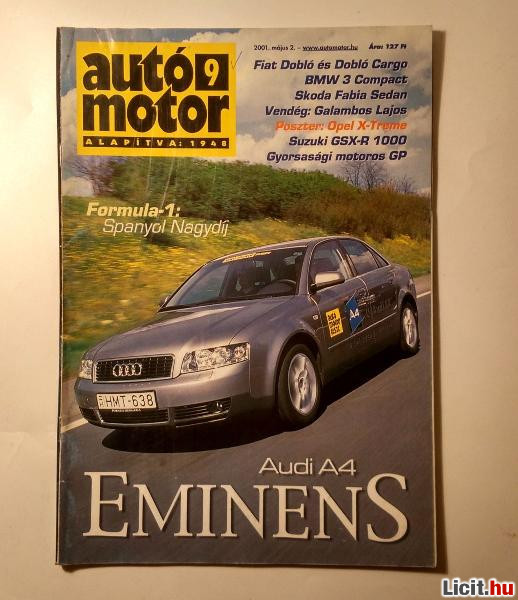 2001. május 2. – www.automotor.hu
Ára: 127 Ft
autó 9
motor
ALAPÍTVA: 1948
Fiat Dobló és Dobló Cargo
BMW 3 Compact
Skoda Fabia Sedan
Vendég: Galambos Lajos
Poszter: Opel X-Treme
Suzuki GSX-R 1000
Gyorsasági motoros GP
Formula-1:
Spanyol Nagydíj
A4
HMT-638
Audi A4
EMINENS
Licit.hu